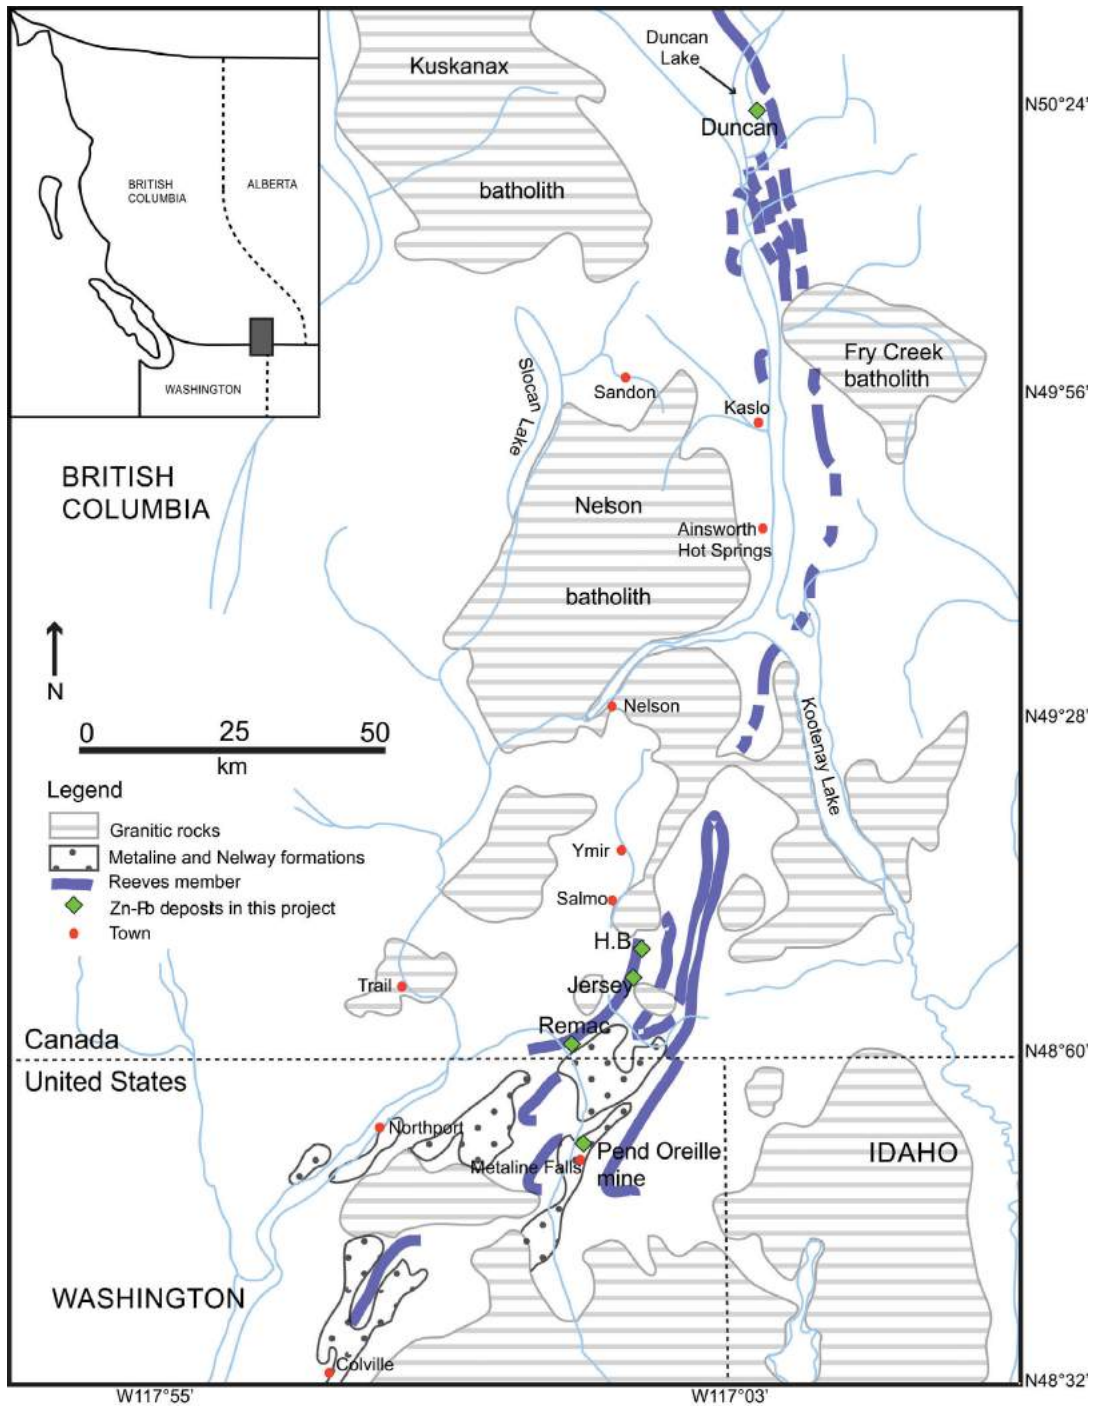 BRITISH
COLUMBIA
ALBERTA
WASHINGTON
Kuskanax
batholith
Duncan
Lake
Duncan
N50°24'
Fry Creek
batholith
Slocan Lake
Sandon
Kaslo
N49°56'
BRITISH
COLUMBIA
Nelson
batholith
Ainsworth
Hot Springs
N
0 25 50
km
Nelson
Kootenay Lake
N49°28'
Legend
Granitic rocks
Metaline and Nelway formations
Reeves member
Zn-Pb deposits in this project
Town
Ymir
Salmo
H.B.
Jersey
Trail
Remac
Canada
N48°60'
United States
Northport
Metaline Falls
Pend Oreille
mine
IDAHO
WASHINGTON
Colville
N48°32'
W117°55'
W117°03'